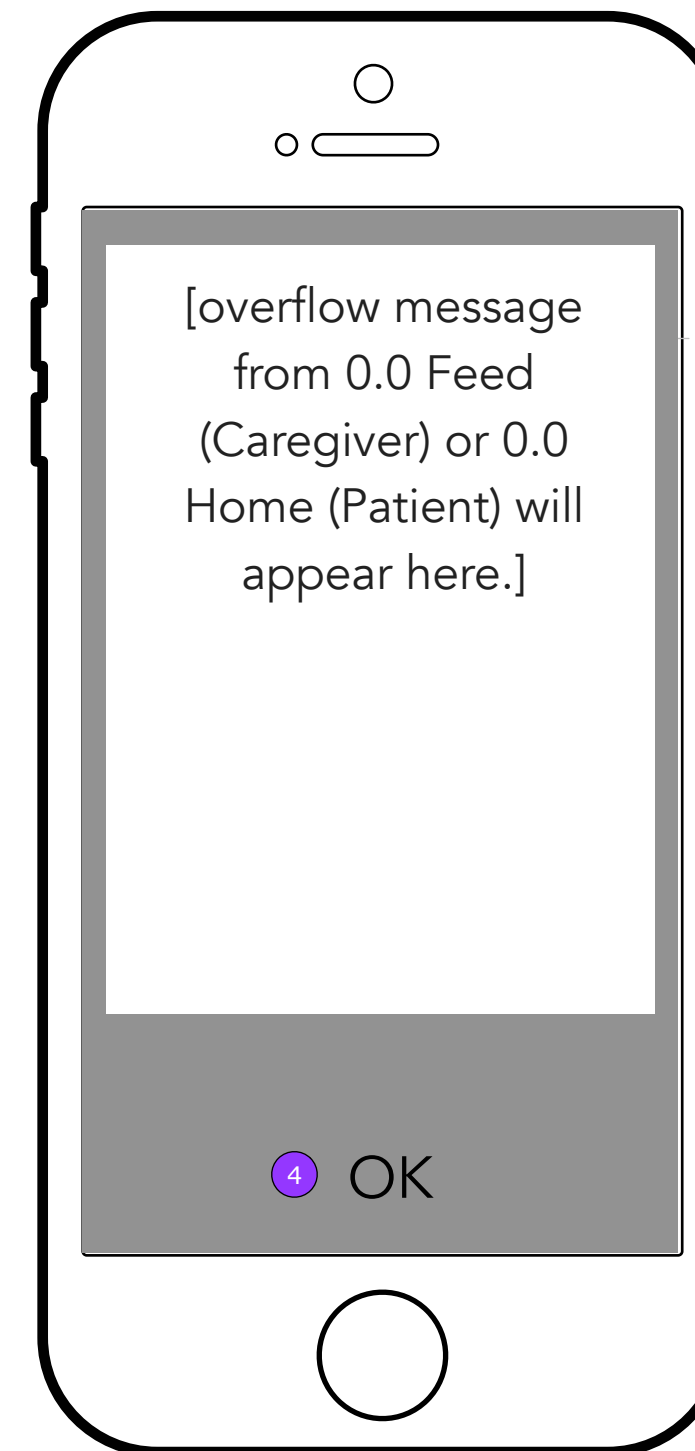 [overflow message
from 0.0 Feed
(Caregiver) or 0.0
Home (Patient) will
appear here.]
4 OK